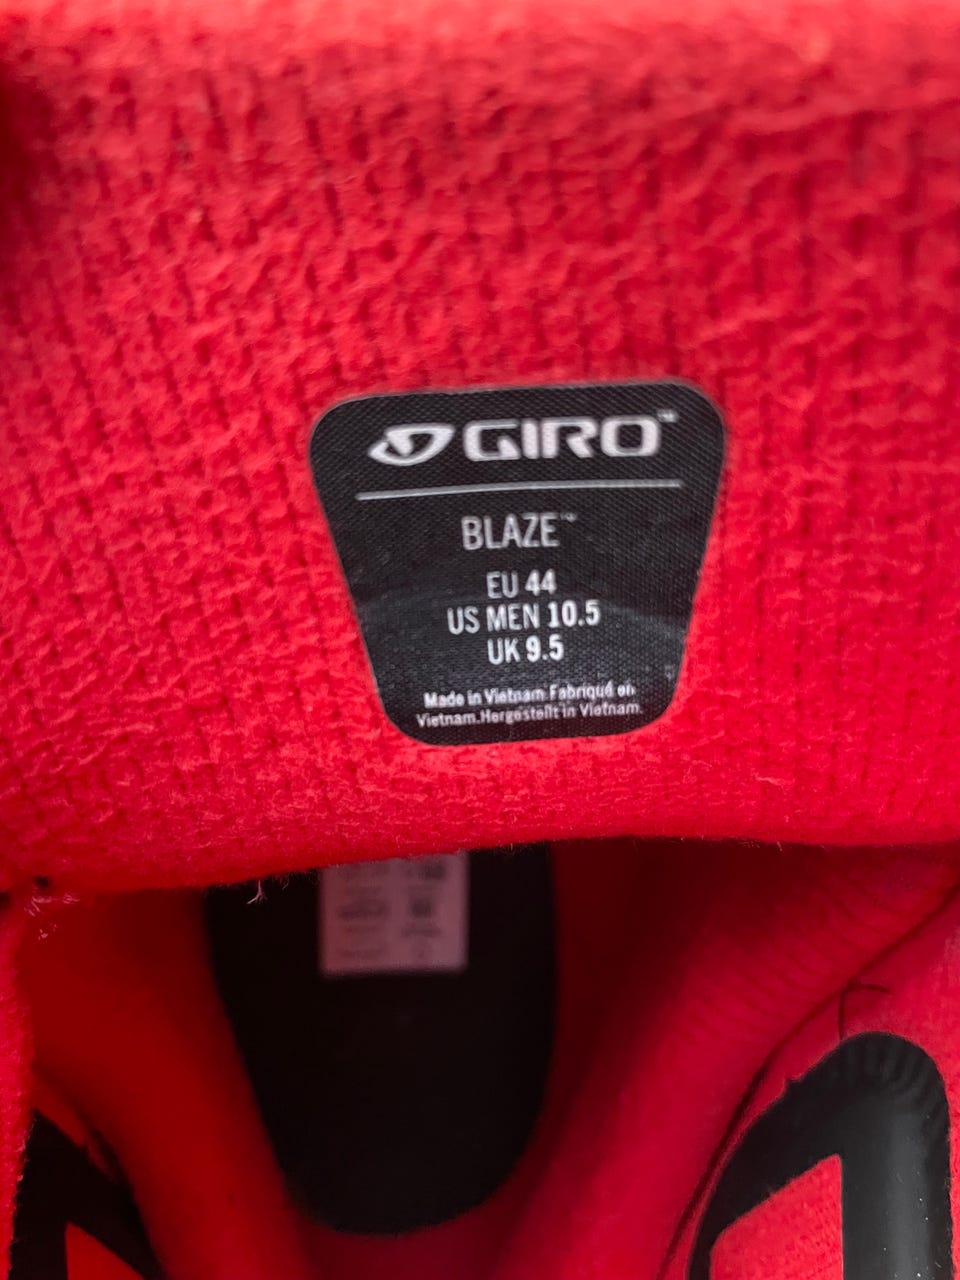 GIRO™
BLAZE™
EU 44
US MEN 10.5
UK 9.5
Made in Vietnam.Fabriqué en
Vietnam.Hergestellt in Vietnam.